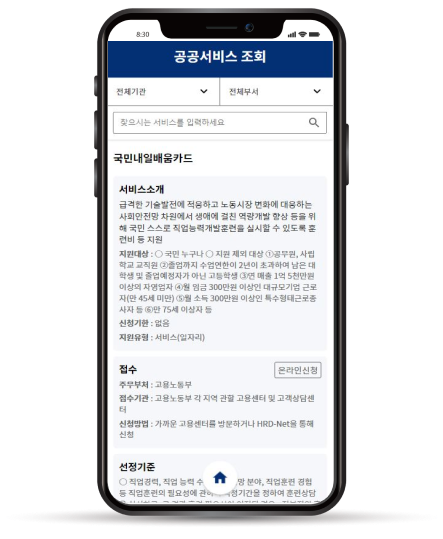 8:30
공공서비스 조회
전체기관
전체부서
찾으시는 서비스를 입력하세요
국민내일배움카드
서비스소개
급격한 기술발전에 적응하고 노동시장 변화에 대응하는
사회안전망 차원에서 생애에 걸친 역량개발 향상 등을 위
해 국민 스스로 직업능력개발훈련을 실시할 수 있도록 훈
련비 등 지원
지원대상 : ○ 국민 누구나 ○ 지원 제외 대상 ①공무원, 사립
학교 교직원 ②졸업까지 수업연한이 2년이 초과하여 남은 대
학생 및 졸업예정자가 아닌 고등학생 ③연 매출 1억 5천만원
이상의 자영업자 ④월 임금 300만원 이상인 대규모기업 근로
자(만 45세 미만) ⑤월 소득 300만원 이상인 특수형태근로종
사자 등 ⑥만 75세 이상자 등
신청기한 : 없음
지원유형 : 서비스(일자리)
접수
온라인신청
주무부처 : 고용노동부
접수기관 : 고용노동부 각 지역 관할 고용센터 및 고객상담센
터
신청방법 : 가까운 고용센터를 방문하거나 HRD-Net을 통해
신청
선정기준
○ 직업경력, 직업 능력 수 망 분야, 직업훈련 경험
등 직업훈련의 필요성에 관하 정기간을 정하여 훈련상담